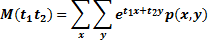 M(t₁t₂) = ∑ₓ ∑ᵧ e^{t₁x+t₂y} p(x,y)